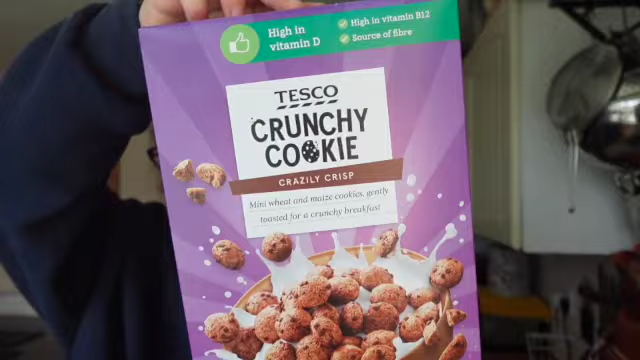 High in
vitamin D
High in vitamin B12
Source of fibre
TESCO
CRUNCHY
COOKIE
CRAZILY CRISP
Mini wheat and maize cookies, gently
toasted for a crunchy breakfast